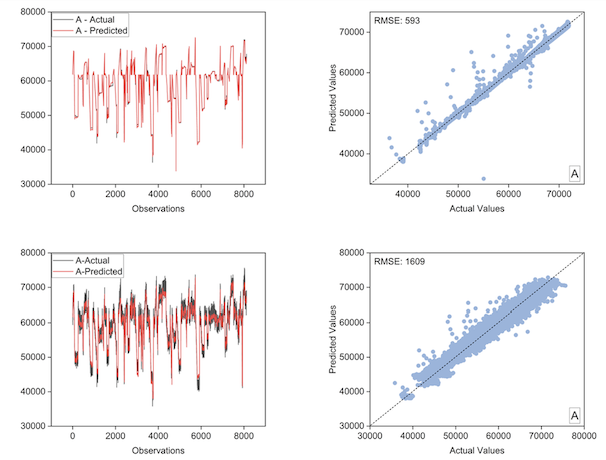 80000
70000
60000
50000
40000
30000
A - Actual
A - Predicted
0 2000 4000 6000 8000
Observations
RMSE: 593
Predicted Values
70000
60000
50000
40000
40000 50000 60000 70000
Actual Values
A
80000
70000
60000
50000
40000
30000
A-Actual
A-Predicted
0 2000 4000 6000 8000
Observations
RMSE: 1609
Predicted Values
80000
70000
60000
50000
40000
30000
30000 40000 50000 60000 70000 80000
Actual Values
A